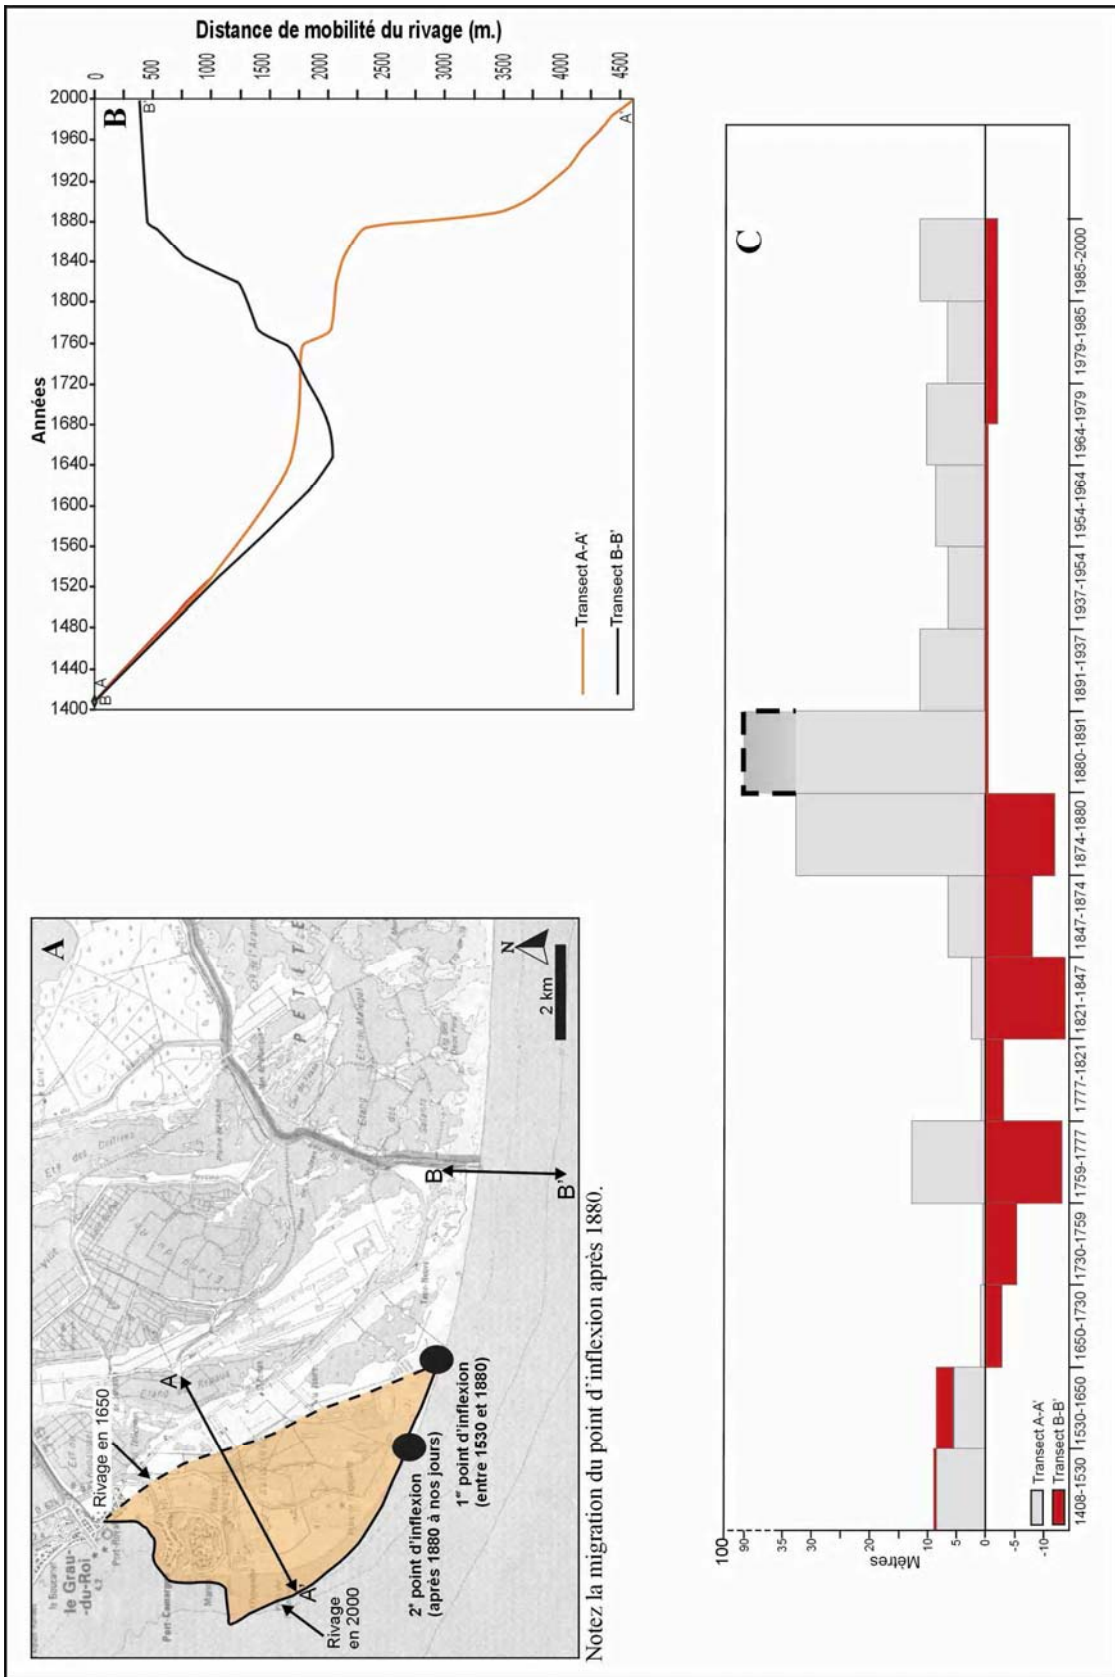 A
le Grau-
-du-Roi
Rivage en 1650
A
A'
Rivage
en 2000
2e point d'inflexion
(après 1880 à nos jours)
1er point d'inflexion
(entre 1530 et 1880)
B
B'
N
2 km
Notez la migration du point d'inflexion après 1880.
B
Années
1400
1440
1480
1520
1560
1600
1640
1680
1720
1760
1800
1840
1880
1920
1960
2000
Distance de mobilité du rivage (m.)
0
500
1000
1500
2000
2500
3000
3500
4000
4500
A
B
B'
A'
Transect A-A'
Transect B-B'
C
Mètres
100
90
35
30
20
10
5
0
-5
-10
Transect A-A'
Transect B-B'
1408-1530
1530-1650
1650-1730
1730-1759
1759-1777
1777-1821
1821-1847
1847-1874
1874-1880
1880-1891
1891-1937
1937-1954
1954-1964
1964-1979
1979-1985
1985-2000